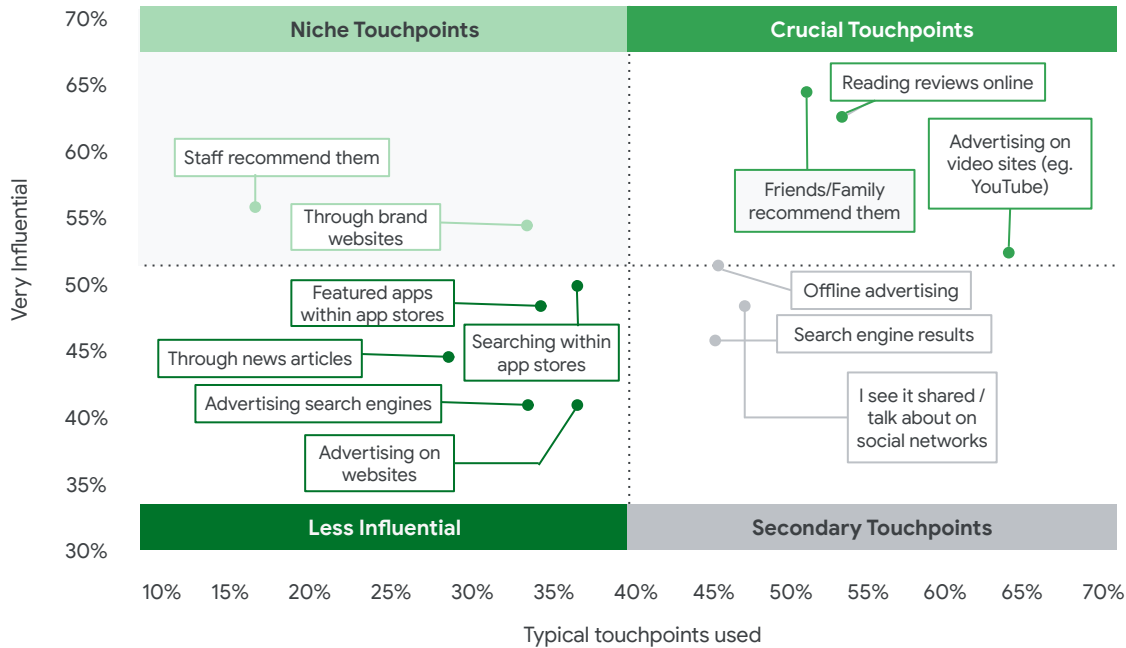 70%
Niche Touchpoints
Crucial Touchpoints
65%
Reading reviews online
60%
Staff recommend them
Advertising on
video sites (eg.
YouTube)
Friends/Family
recommend them
55%
Through brand
websites
Very Influential
50%
Featured apps
within app stores
Offline advertising
Searching within
app stores
Search engine results
45%
Through news articles
40%
Advertising search engines
I see it shared /
talk about on
social networks
Advertising on
websites
35%
Less Influential
Secondary Touchpoints
30%
10% 15% 20% 25% 30% 35% 40% 45% 50% 55% 60% 65% 70%
Typical touchpoints used